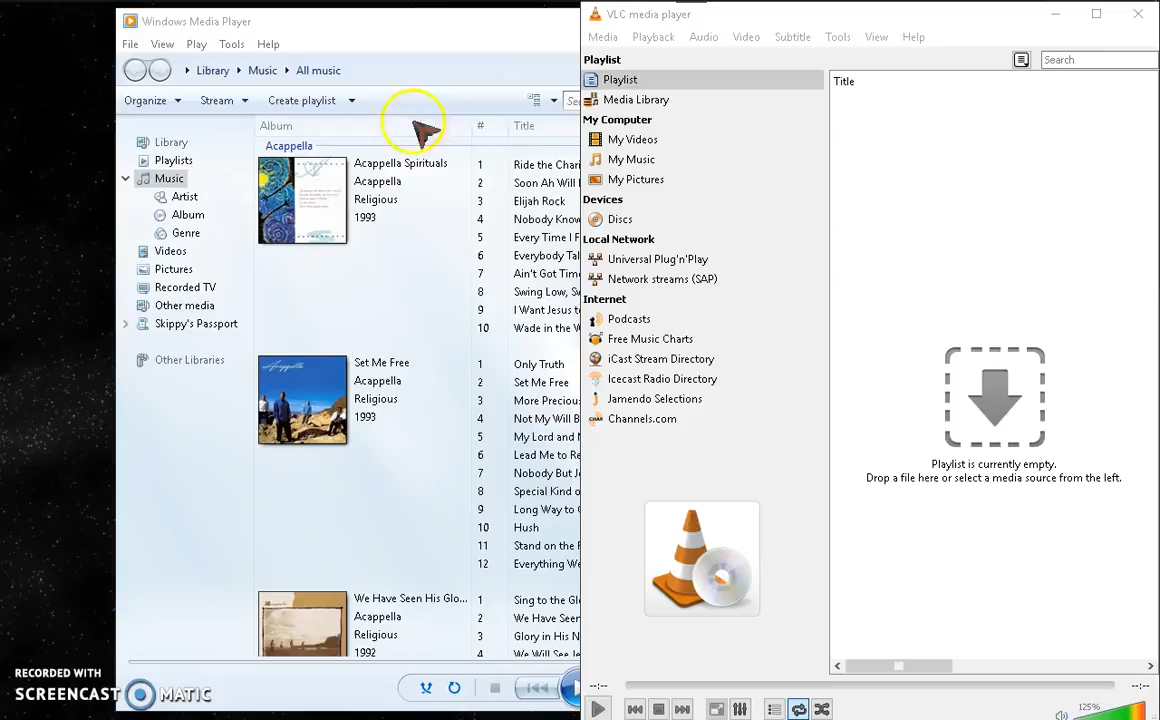 Windows Media Player
File View Play Tools Help
Library Music All music
Organize Stream Create playlist
Album # Title
Library
Playlists
Music
Artist
Album
Genre
Videos
Pictures
Recorded TV
Other media
Skippy's Passport
Other Libraries
Acappella
Acappella Spirituals
Acappella
Religious
1993
1 Ride the Chari
2 Soon Ah Will
3 Elijah Rock
4 Nobody Know
5 Every Time I F
6 Everybody Tal
7 Ain't Got Time
8 Swing Low, Sw
9 I Want Jesus to
10 Wade in the W
Set Me Free
Acappella
Religious
1993
1 Only Truth
2 Set Me Free
3 More Precious
4 Not My Will B
5 My Lord and
6 Lead Me to Re
7 Nobody But J
8 Special Kind o
9 Long Way to
10 Hush
11 Stand on the
12 Everything We
We Have Seen His Glo...
Acappella
Religious
1992
1 Sing to the Gl
2 We Have Seen
3 Glory in His N
4 We Will See Je
VLC media player
Media Playback Audio Video Subtitle Tools View Help
Playlist
Search
Playlist
Media Library
My Computer
My Videos
My Music
My Pictures
Devices
Discs
Local Network
Universal Plug'n'Play
Network streams (SAP)
Internet
Podcasts
Free Music Charts
iCast Stream Directory
Icecast Radio Directory
Jamendo Selections
Channels.com
Title
Playlist is currently empty.
Drop a file here or select a media source from the left.
--:-- --:--
125%
RECORDED WITH
SCREENCAST MATIC